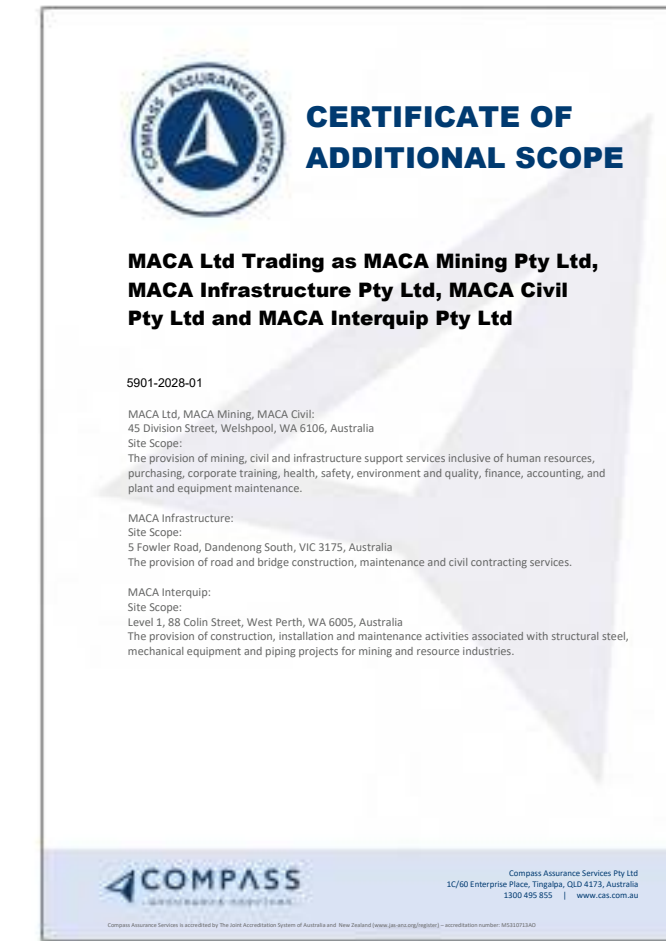 COMPASS ASSURANCE SERVICES
CERTIFICATE OF
ADDITIONAL SCOPE
MACA Ltd Trading as MACA Mining Pty Ltd,
MACA Infrastructure Pty Ltd, MACA Civil
Pty Ltd and MACA Interquip Pty Ltd
5901-2028-01
MACA Ltd, MACA Mining, MACA Civil:
45 Division Street, Welshpool, WA 6106, Australia
Site Scope:
The provision of mining, civil and infrastructure support services inclusive of human resources,
purchasing, corporate training, health, safety, environment and quality, finance, accounting, and
plant and equipment maintenance.
MACA Infrastructure:
Site Scope:
5 Fowler Road, Dandenong South, VIC 3175, Australia
The provision of road and bridge construction, maintenance and civil contracting services.
MACA Interquip:
Site Scope:
Level 1, 88 Colin Street, West Perth, WA 6005, Australia
The provision of construction, installation and maintenance activities associated with structural steel,
mechanical equipment and piping projects for mining and resource industries.
COMPASS
assurance services
Compass Assurance Services Pty Ltd
1C/60 Enterprise Place, Tingalpa, QLD 4173, Australia
1300 495 855 | www.cas.com.au
Compass Assurance Services is accredited by The Joint Accreditation System of Australia and New Zealand (www.jas-anz.org/register) – accreditation number: